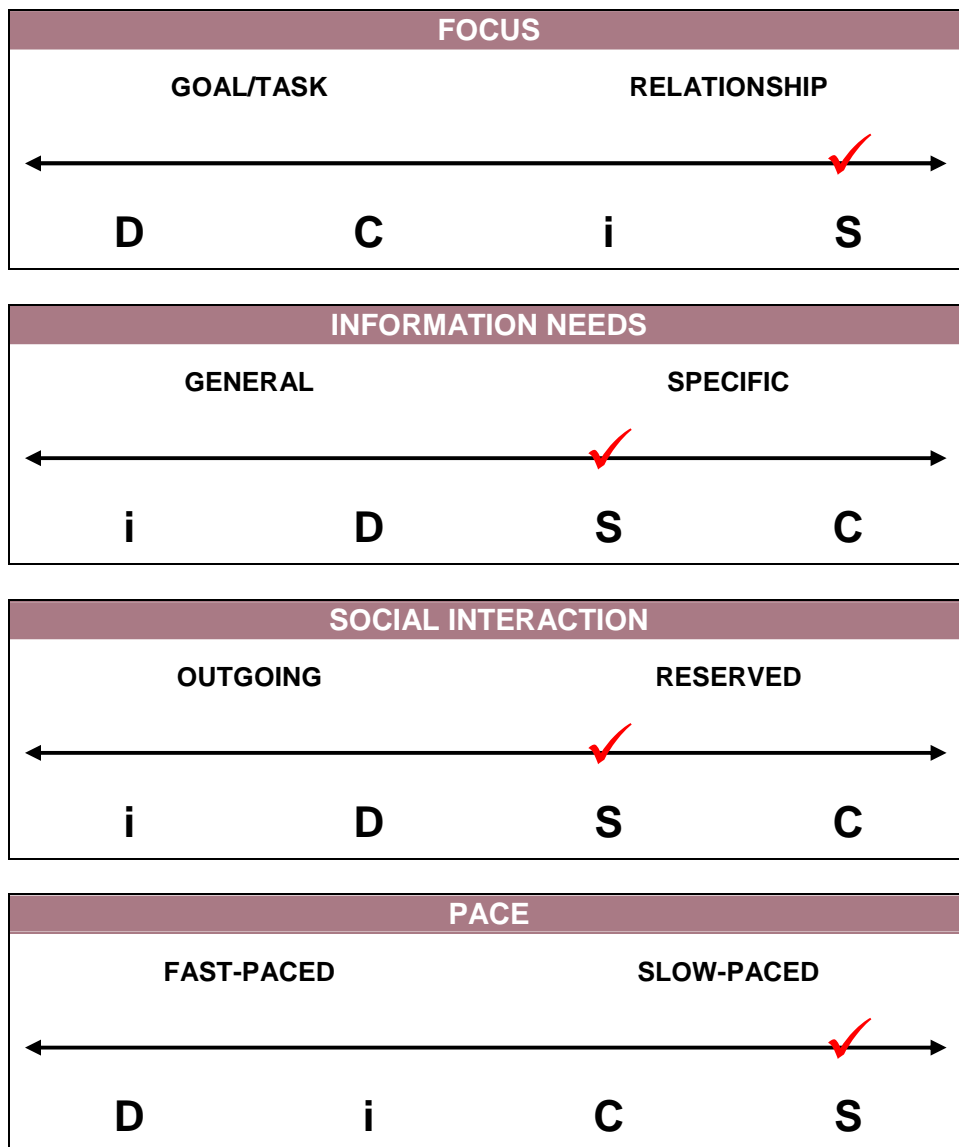 FOCUS
GOAL/TASK RELATIONSHIP
D C i S
INFORMATION NEEDS
GENERAL SPECIFIC
i D S C
SOCIAL INTERACTION
OUTGOING RESERVED
i D S C
PACE
FAST-PACED SLOW-PACED
D i C S